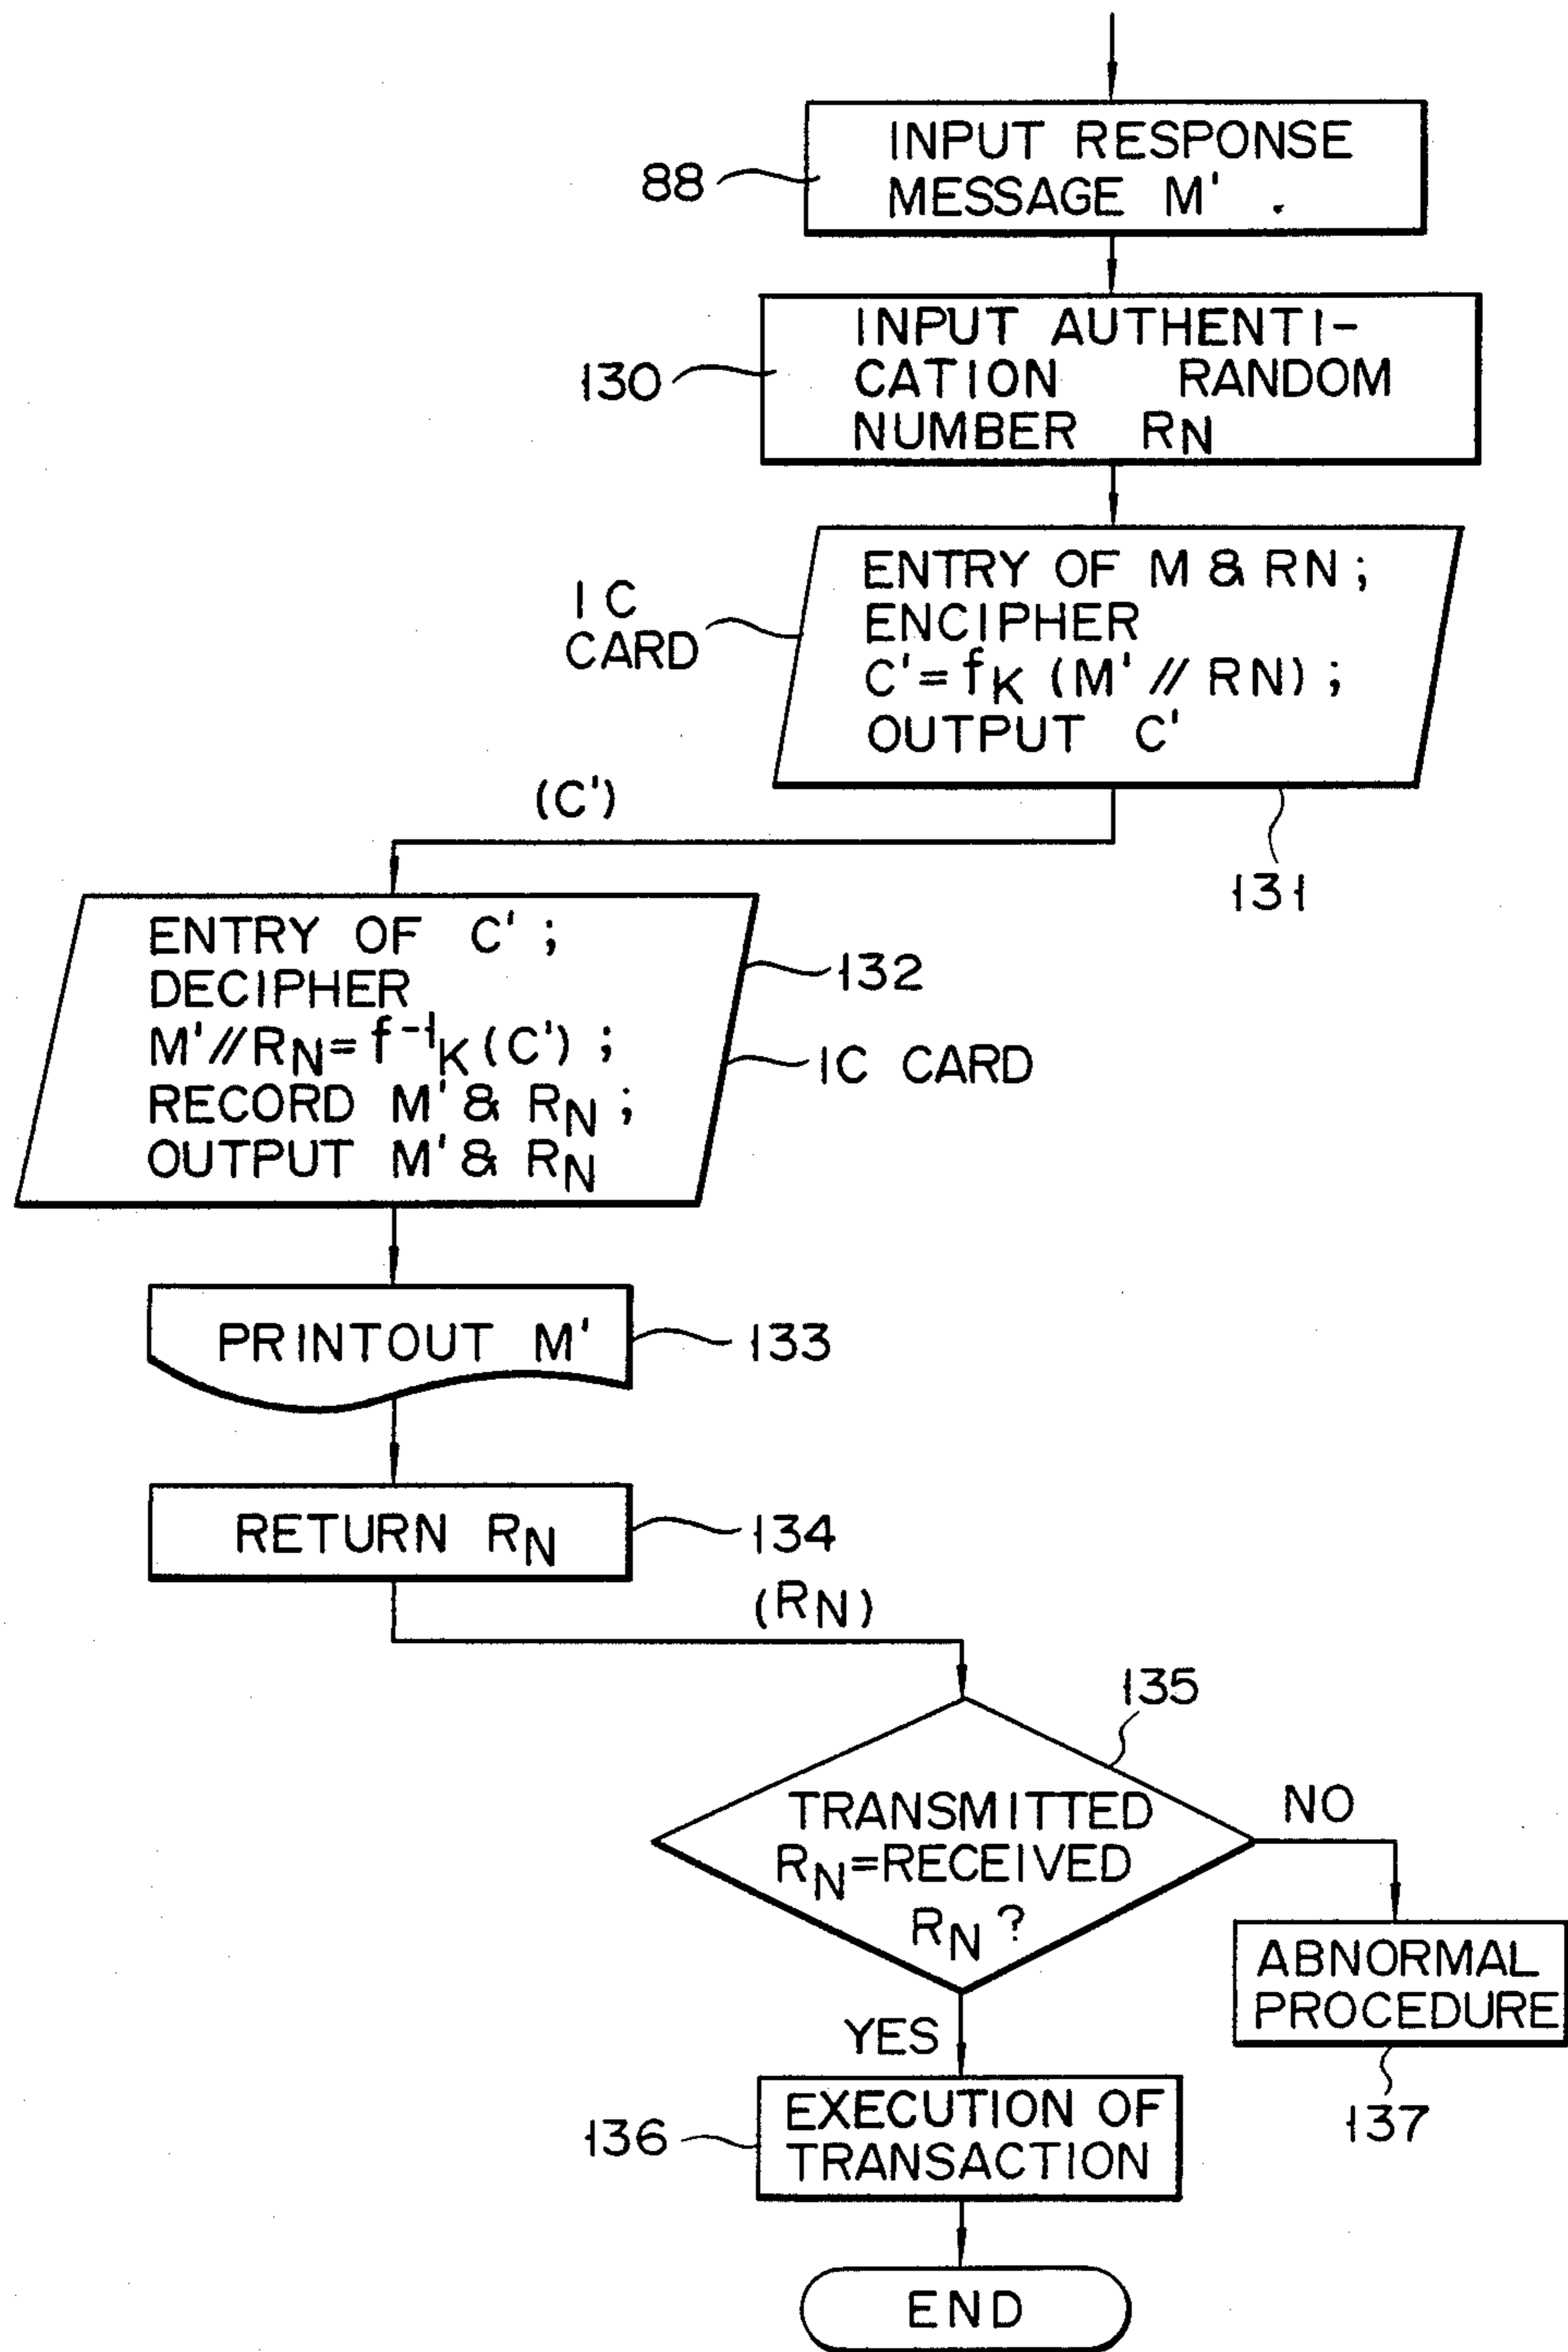 INPUT RESPONSE
MESSAGE M'
88
INPUT AUTHENTI-
CATION RANDOM
NUMBER RN
130
ENTRY OF M & RN ;
ENCIPHER
C'=fK (M' // RN) ;
OUTPUT C'
IC
CARD
131
(C')
ENTRY OF C' ;
DECIPHER
M'//RN=f-1K(C') ;
RECORD M' & RN ;
OUTPUT M' & RN
132
IC CARD
PRINTOUT M'
133
RETURN RN
134
(RN)
135
TRANSMITTED
RN=RECEIVED
RN ?
NO
ABNORMAL
PROCEDURE
137
YES
EXECUTION OF
TRANSACTION
136
END